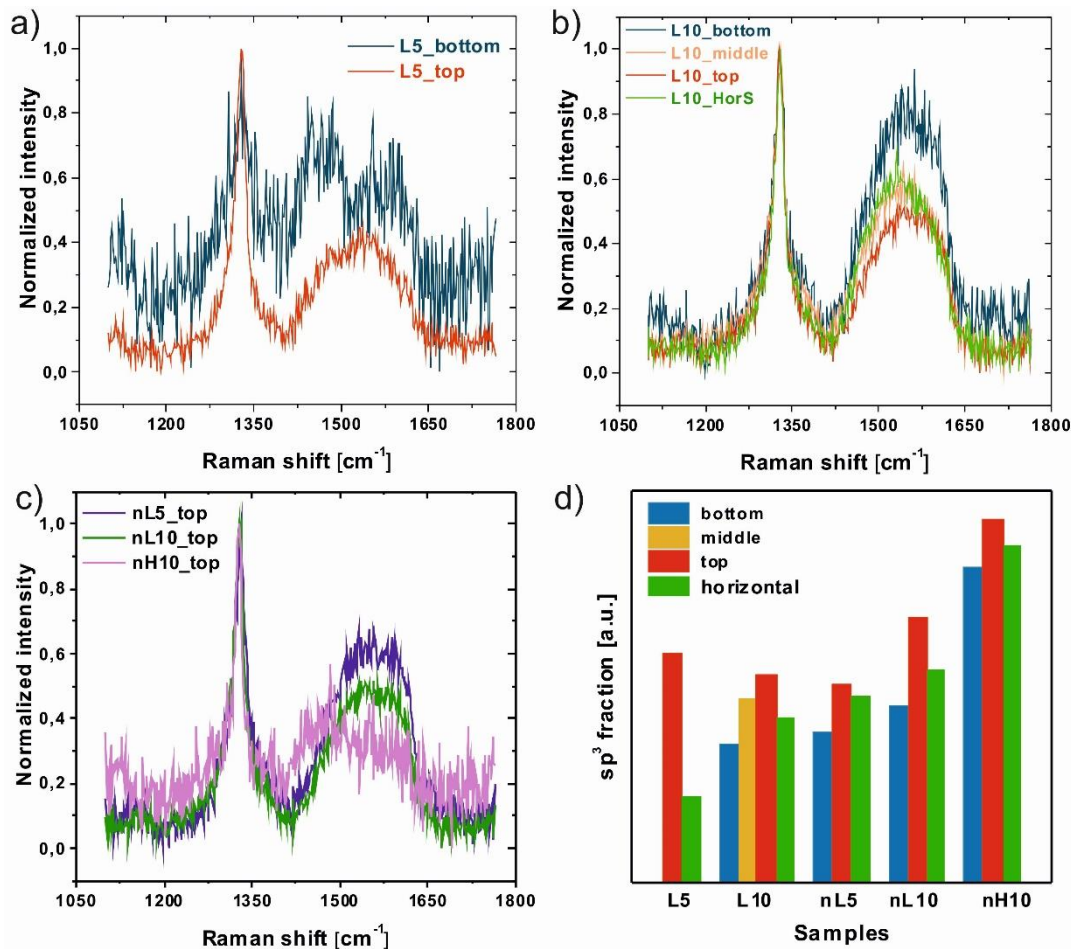 a)
L5_bottom
L5_top
Normalized intensity
1,0
0,8
0,6
0,4
0,2
0,0
1050 1200 1350 1500 1650 1800
Raman shift [cm⁻¹]
b)
L10_bottom
L10_middle
L10_top
L10_HorS
Normalized intensity
1,0
0,8
0,6
0,4
0,2
0,0
1050 1200 1350 1500 1650 1800
Raman shift [cm⁻¹]
c)
nL5_top
nL10_top
nH10_top
Normalized intensity
1,0
0,8
0,6
0,4
0,2
0,0
1050 1200 1350 1500 1650 1800
Raman shift [cm⁻¹]
d)
bottom
middle
top
horizontal
sp³ fraction [a.u.]
L5 L10 nL5 nL10 nH10
Samples